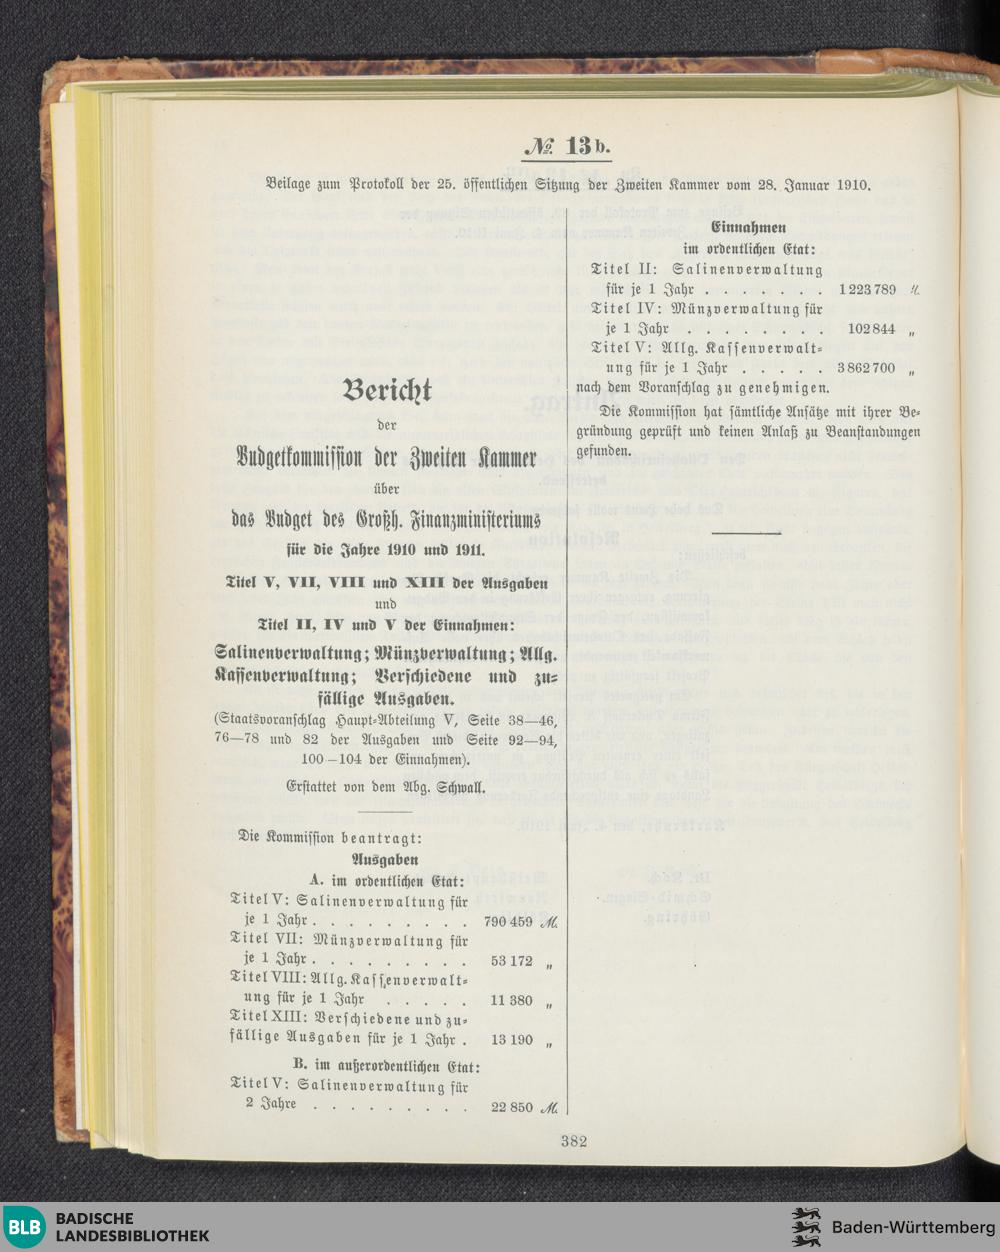 №. 13 b.
Beilage zum Protokoll der 25. öffentlichen Sitzung der Zweiten Kammer vom 28. Januar 1910.
Bericht
der
Budgetkommission der Zweiten Kammer
über
das Budget des Großh. Finanzministeriums
für die Jahre 1910 und 1911.
Titel V, VII, VIII und XIII der Ausgaben
und
Titel II, IV und V der Einnahmen:
Salinenverwaltung; Münzverwaltung; Allg.
Kassenverwaltung; Verschiedene und zu-
fällige Ausgaben.
(Staatsvoranschlag Haupt-Abteilung V, Seite 38—46,
76—78 und 82 der Ausgaben und Seite 92—94,
100–104 der Einnahmen).
Erstattet von dem Abg. Schwall.
Die Kommission beantragt:
Ausgaben
A. im ordentlichen Etat:
Titel V: Salinenverwaltung für
je 1 Jahr . . . . . . . . . 790 459 ℳ.
Titel VII: Münzverwaltung für
je 1 Jahr . . . . . . . . . 53 172 „
Titel VIII: Allg. Kassenverwalt-
ung für je 1 Jahr . . . . . 11 380 „
Titel XIII: Verschiedene und zu-
fällige Ausgaben für je 1 Jahr . 13 190 „
B. im außerordentlichen Etat:
Titel V: Salinenverwaltung für
2 Jahre . . . . . . . . . 22 850 ℳ.
Einnahmen
im ordentlichen Etat:
Titel II: Salinenverwaltung
für je 1 Jahr . . . . . . . 1 223 789 ℳ.
Titel IV: Münzverwaltung für
je 1 Jahr . . . . . . . . 102 844 „
Titel V: Allg. Kassenverwalt-
ung für je 1 Jahr . . . . . 3 862 700 „
nach dem Voranschlag zu genehmigen.
Die Kommission hat sämtliche Ansätze mit ihrer Be-
gründung geprüft und keinen Anlaß zu Beanstandungen
gefunden.
382
BLB BADISCHE
LANDESBIBLIOTHEK
Baden-Württemberg